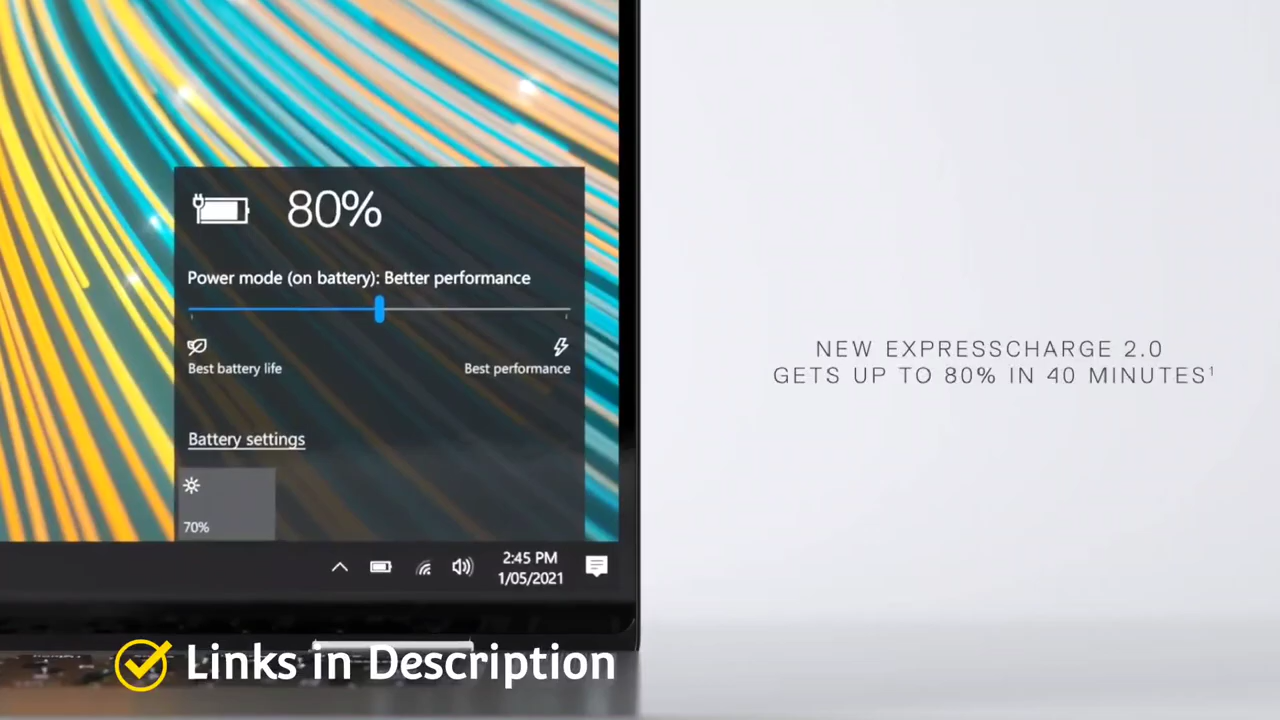 80%
Power mode (on battery): Better performance
Best battery life
Best performance
Battery settings
70%
2:45 PM
1/05/2021
NEW EXPRESSCHARGE 2.0
GETS UP TO 80% IN 40 MINUTES¹
Links in Description